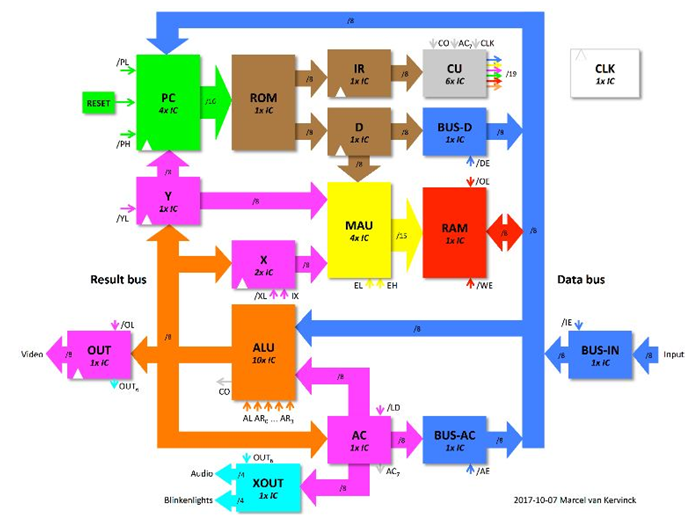 /8
CO AC7 CLK
/PL
PC
4x IC
RESET
/PH
/16
ROM
1x IC
/8
IR
1x IC
/8
CU
6x IC
/19
CLK
1x IC
/8
D
1x IC
/8
BUS-D
1x IC
/DE
/8
Y
1x IC
/YL
/8
MAU
4x IC
/15
EL
EH
/OL
RAM
1x IC
/8
/8
/WE
X
2x IC
/8
/XL
IX
Result bus
Data bus
/8
/OL
Video
/8
OUT
1x IC
OUT6
ALU
10x IC
/8
CO
AL AR0 ... AR3
/8
/IE
/8
BUS-IN
1x IC
/8
Input
/LD
AC
1x IC
/8
AC7
BUS-AC
1x IC
/8
/AE
OUT6
Audio
/4
XOUT
1x IC
Blinkenlights
/4
/8
2017-10-07 Marcel van Kervinck